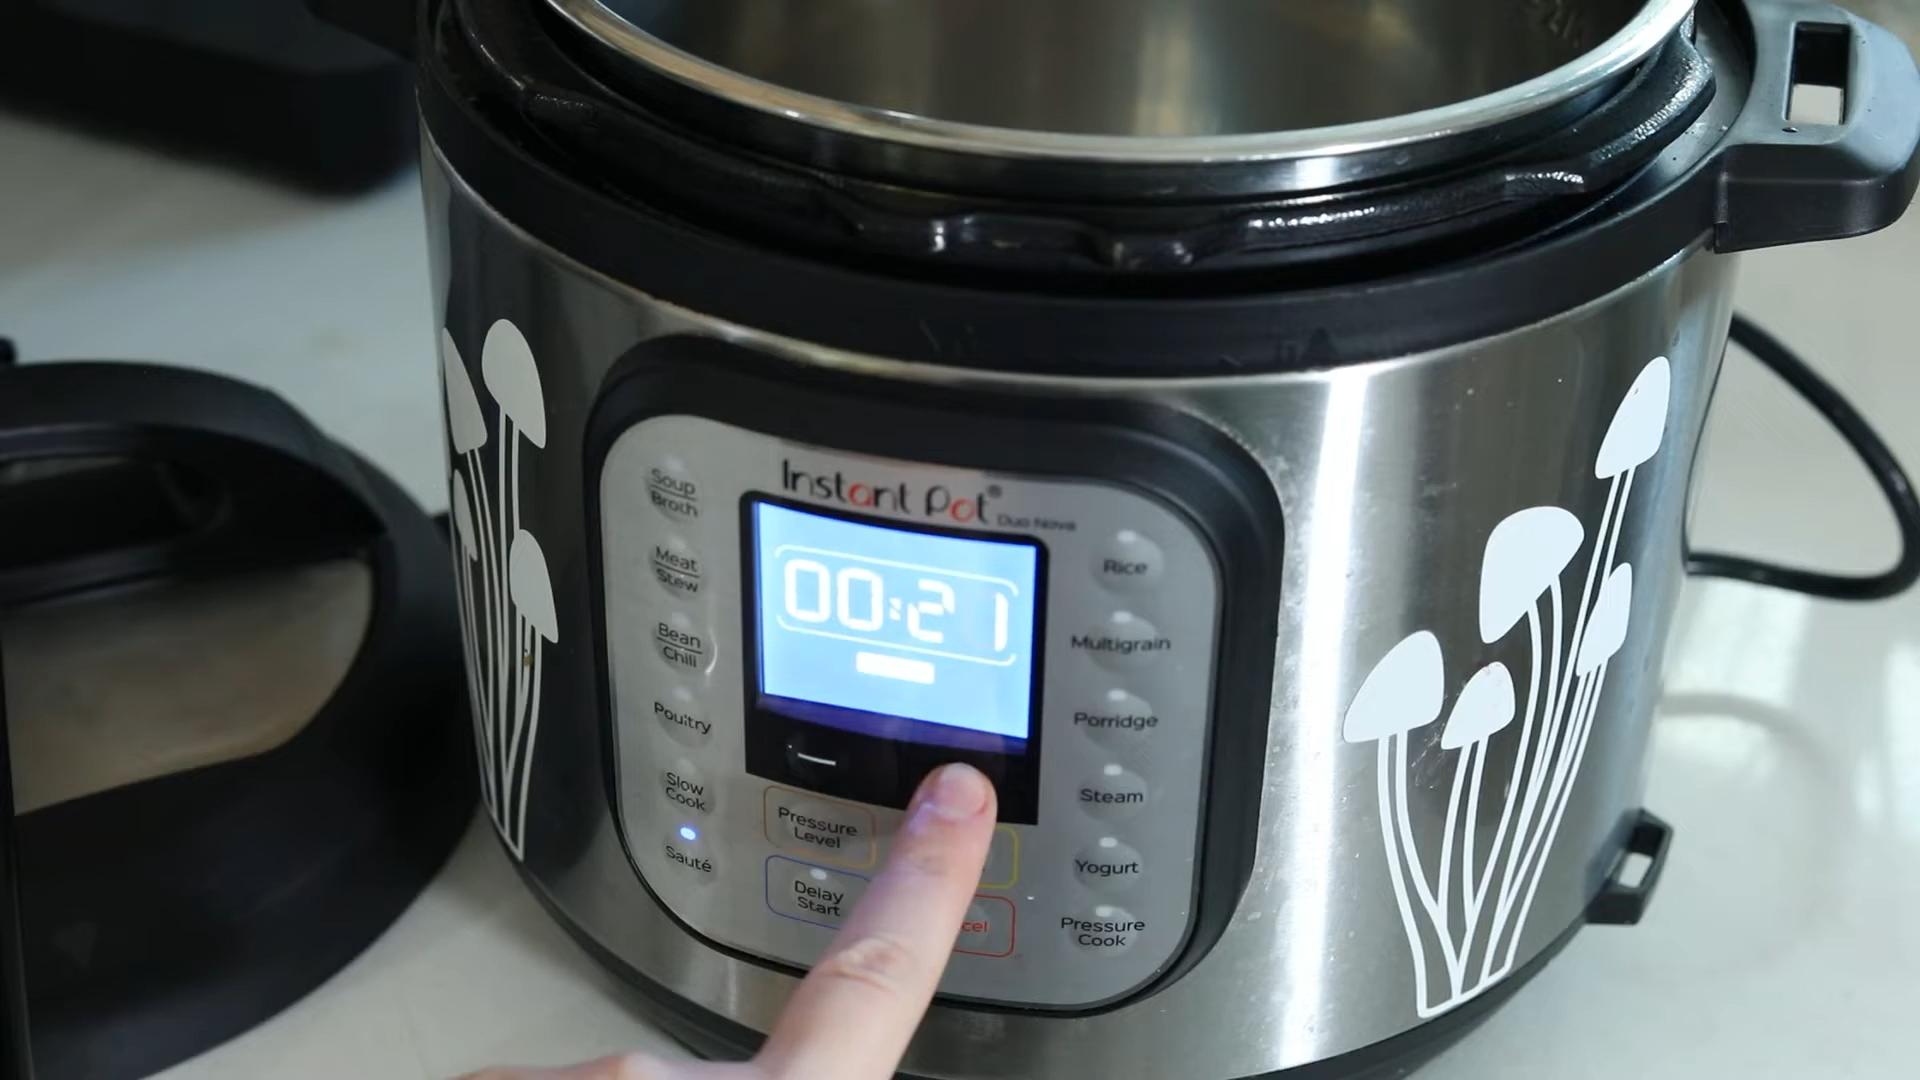 Instant Pot®
Duo Nova
00:21
Soup
Broth
Meat
Stew
Bean
Chili
Poultry
Slow
Cook
Sauté
Rice
Multigrain
Porridge
Steam
Yogurt
Pressure
Cook
—
Pressure
Level
Delay
Start
cel